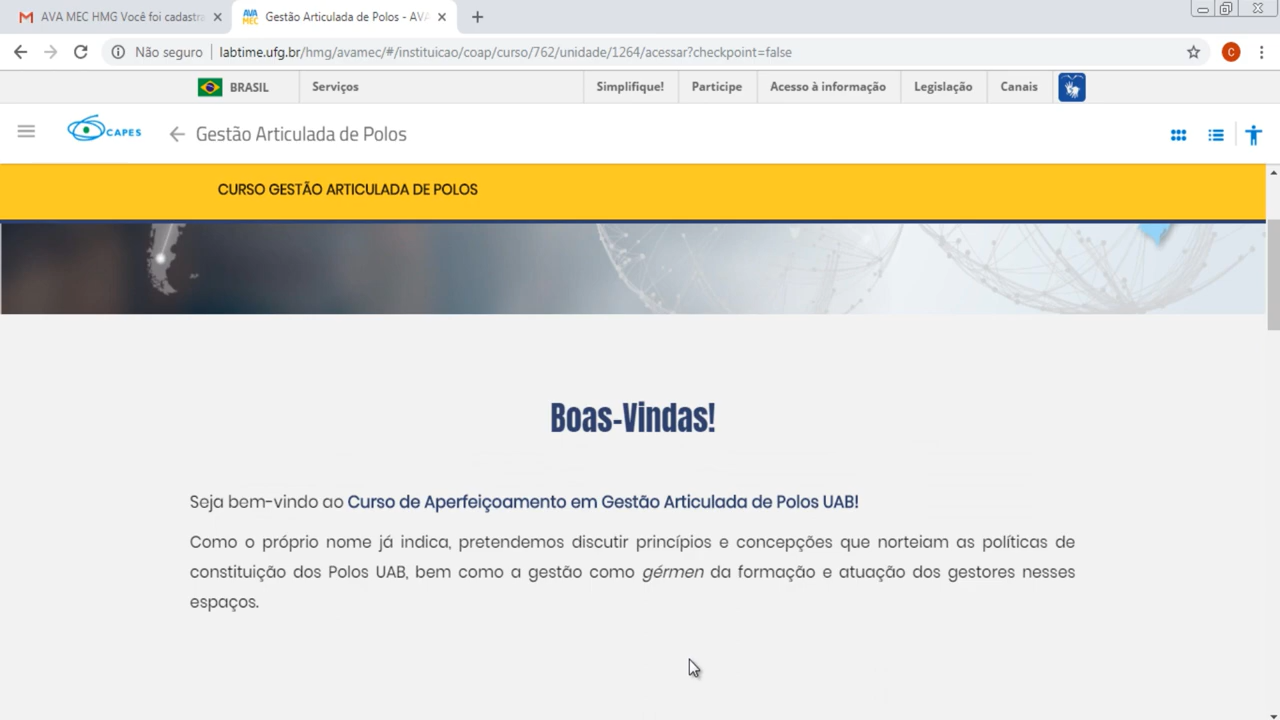 AVA MEC HMG Você foi cadastra
Gestão Articulada de Polos - AVA
Não seguro
labtime.ufg.br/hmg/avamec/#/instituicao/coap/curso/762/unidade/1264/acessar?checkpoint=false
C
BRASIL
Serviços
Simplifique!
Participe
Acesso à informação
Legislação
Canais
CAPES
Gestão Articulada de Polos
CURSO GESTÃO ARTICULADA DE POLOS
Boas-Vindas!
Seja bem-vindo ao Curso de Aperfeiçoamento em Gestão Articulada de Polos UAB!
Como o próprio nome já indica, pretendemos discutir princípios e concepções que norteiam as políticas de
constituição dos Polos UAB, bem como a gestão como gérmen da formação e atuação dos gestores nesses
espaços.